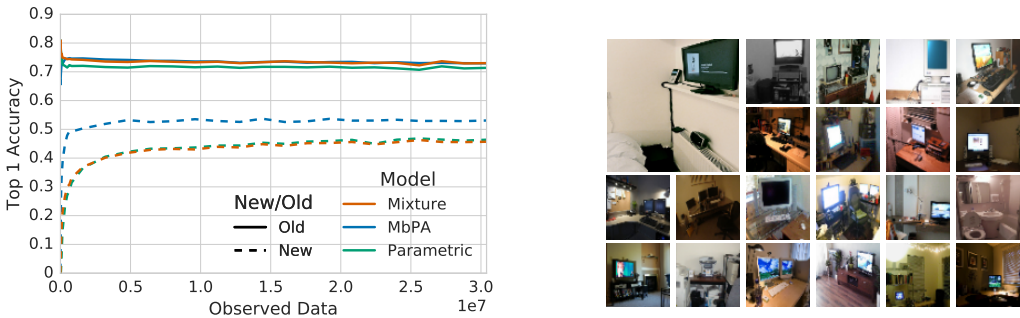 0.9
0.8
0.7
0.6
0.5
0.4
0.3
0.2
0.1
0
Top 1 Accuracy
New/Old
Old
New
Model
Mixture
MbPA
Parametric
0.0 0.5 1.0 1.5 2.0 2.5 3.0
1e7
Observed Data